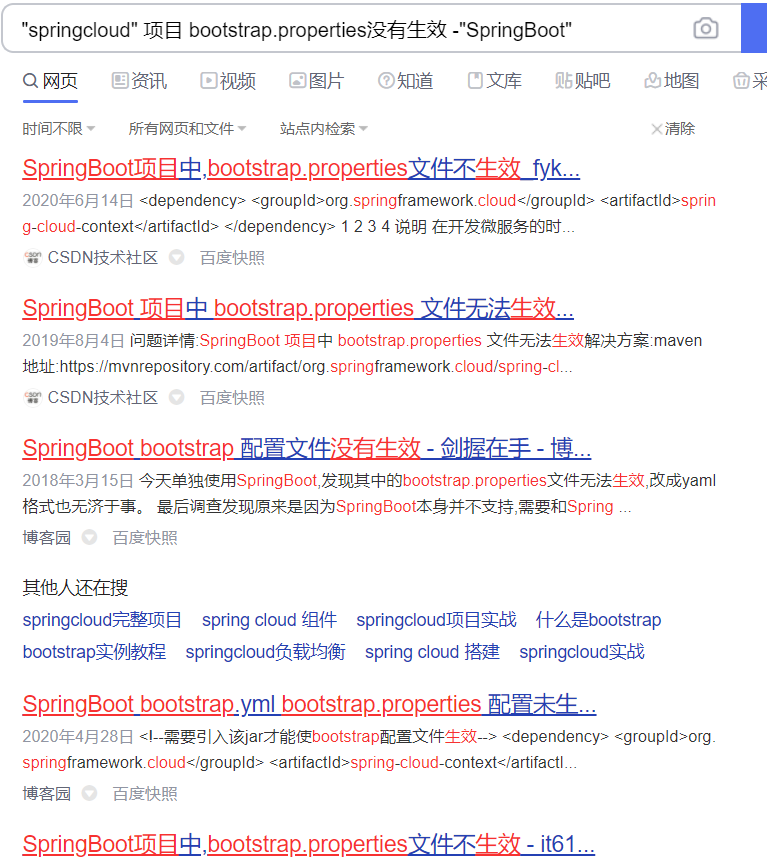 "springcloud" 项目 bootstrap.properties没有生效 -"SpringBoot"
网页 资讯 视频 图片 知道 文库 贴吧 地图 采
时间不限 所有网页和文件 站点内检索 清除
SpringBoot项目中,bootstrap.properties文件不生效_fyk...
2020年6月14日 <dependency> <groupId>org.springframework.cloud</groupId> <artifactId>sprin
g-cloud-context</artifactId> </dependency> 1 2 3 4 说明 在开发微服务的时...
CSDN技术社区 百度快照
SpringBoot 项目中 bootstrap.properties 文件无法生效...
2019年8月4日 问题详情:SpringBoot 项目中 bootstrap.properties 文件无法生效解决方案:maven
地址:https://mvnrepository.com/artifact/org.springframework.cloud/spring-cl...
CSDN技术社区 百度快照
SpringBoot bootstrap 配置文件没有生效 - 剑握在手 - 博...
2018年3月15日 今天单独使用SpringBoot,发现其中的bootstrap.properties文件无法生效,改成yaml
格式也无济于事。 最后调查发现原来是因为SpringBoot本身并不支持,需要和Spring ...
博客园 百度快照
其他人还在搜
springcloud完整项目 spring cloud 组件 springcloud项目实战 什么是bootstrap
bootstrap实例教程 springcloud负载均衡 spring cloud 搭建 springcloud实战
SpringBoot bootstrap.yml bootstrap.properties 配置未生...
2020年4月28日 <!--需要引入该jar才能使bootstrap配置文件生效--> <dependency> <groupId>org.
springframework.cloud</groupId> <artifactId>spring-cloud-context</artifactI...
博客园 百度快照
SpringBoot项目中,bootstrap.properties文件不生效 - it61...